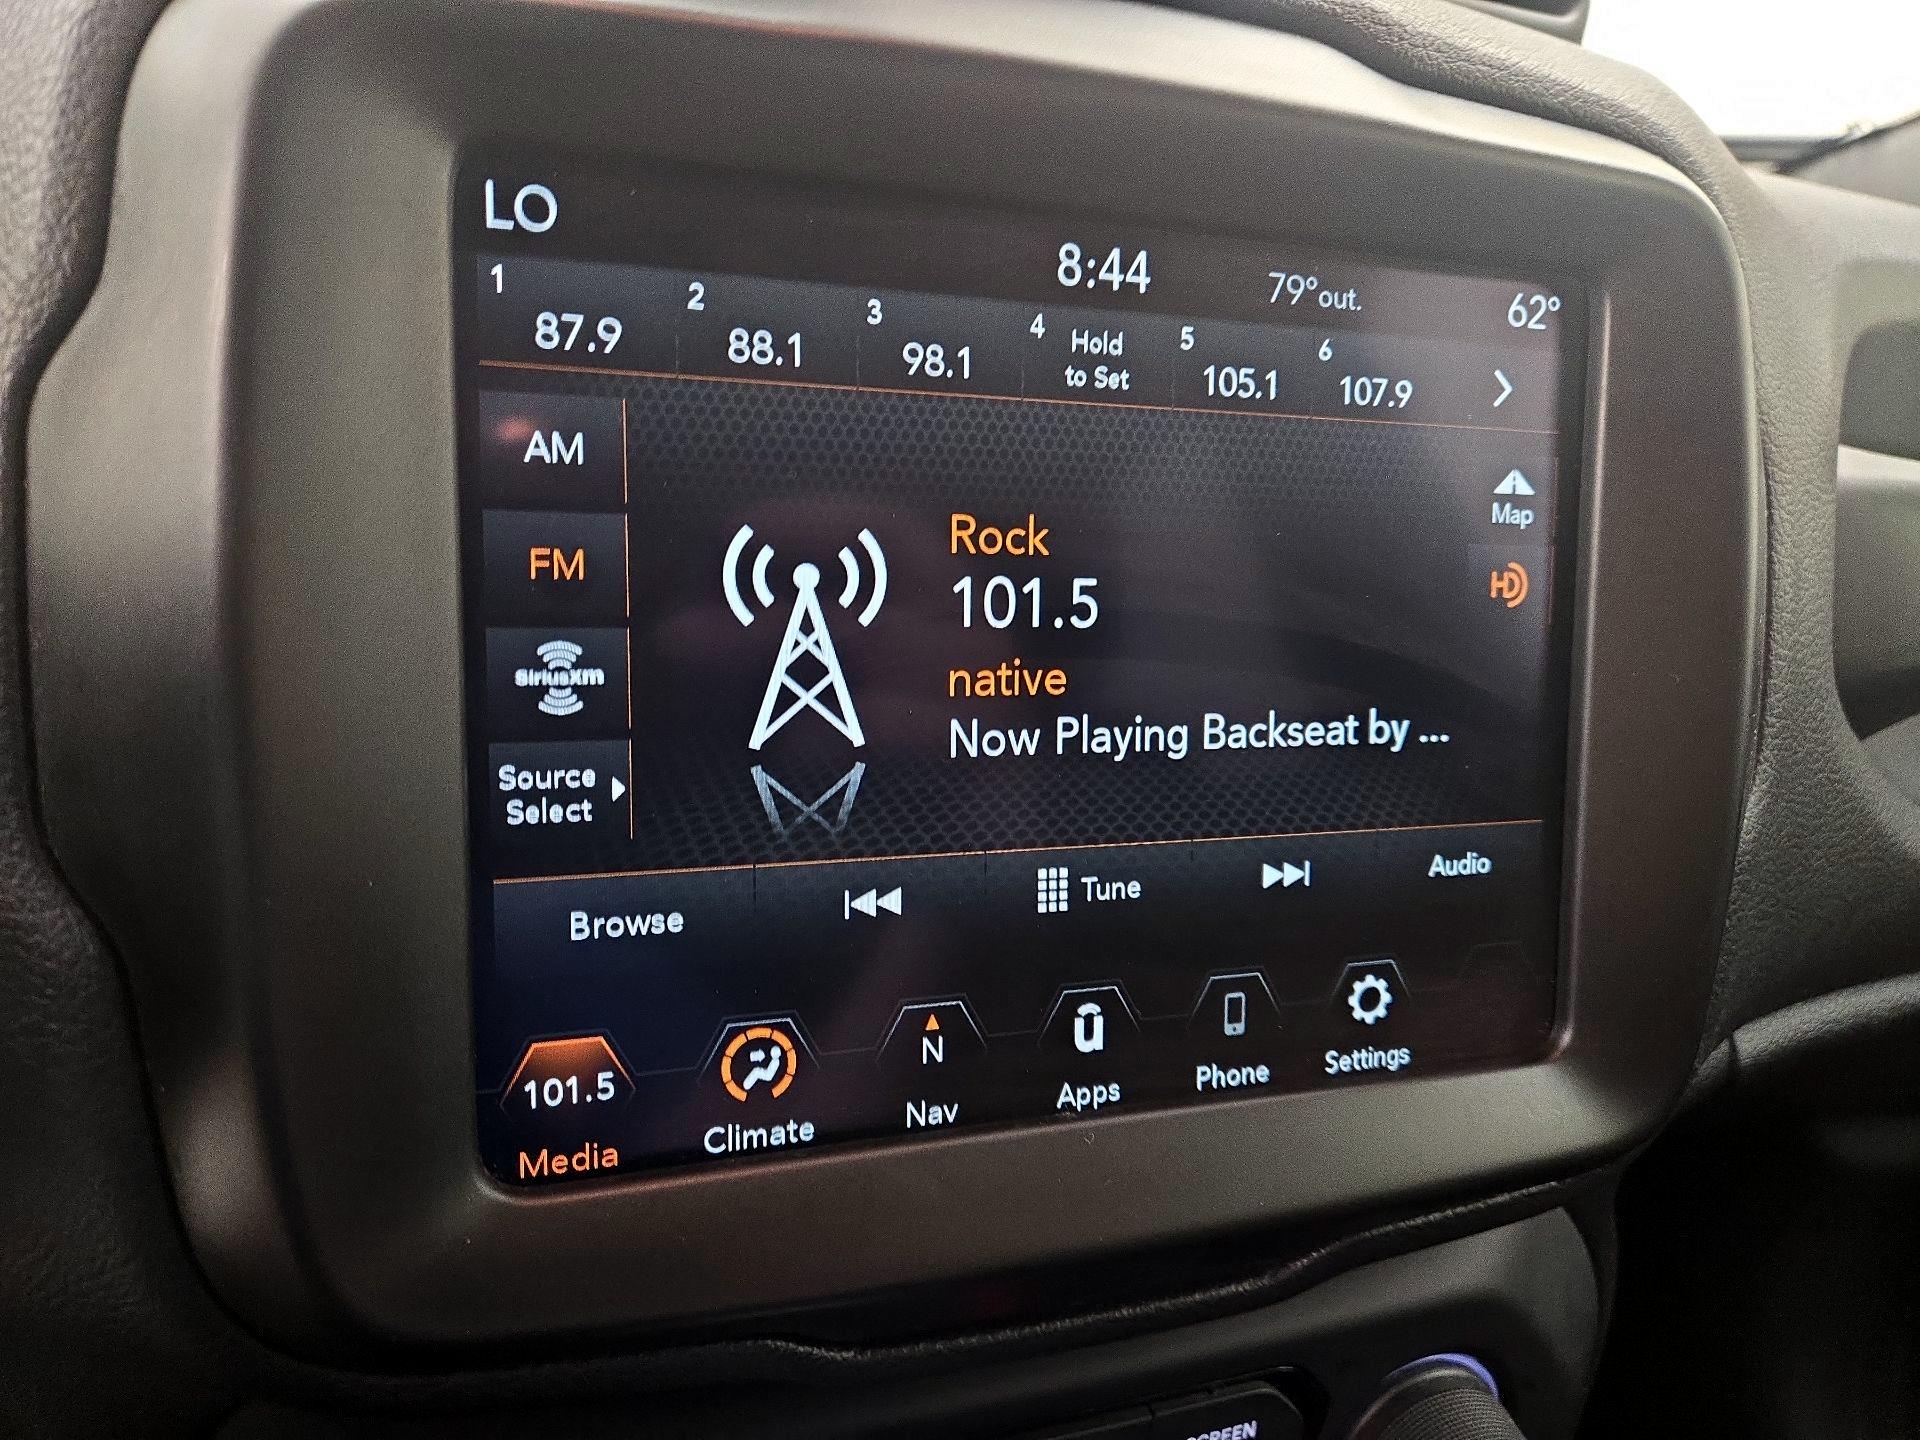 LO
8:44
79° out.
62°
1
87.9
2
88.1
3
98.1
4
Hold
to Set
5
105.1
6
107.9
AM
FM
SiriusXM
Source
Select
Rock
101.5
native
Now Playing Backseat by ...
Map
HD
Browse
Tune
Audio
101.5
Media
Climate
N
Nav
Apps
Phone
Settings